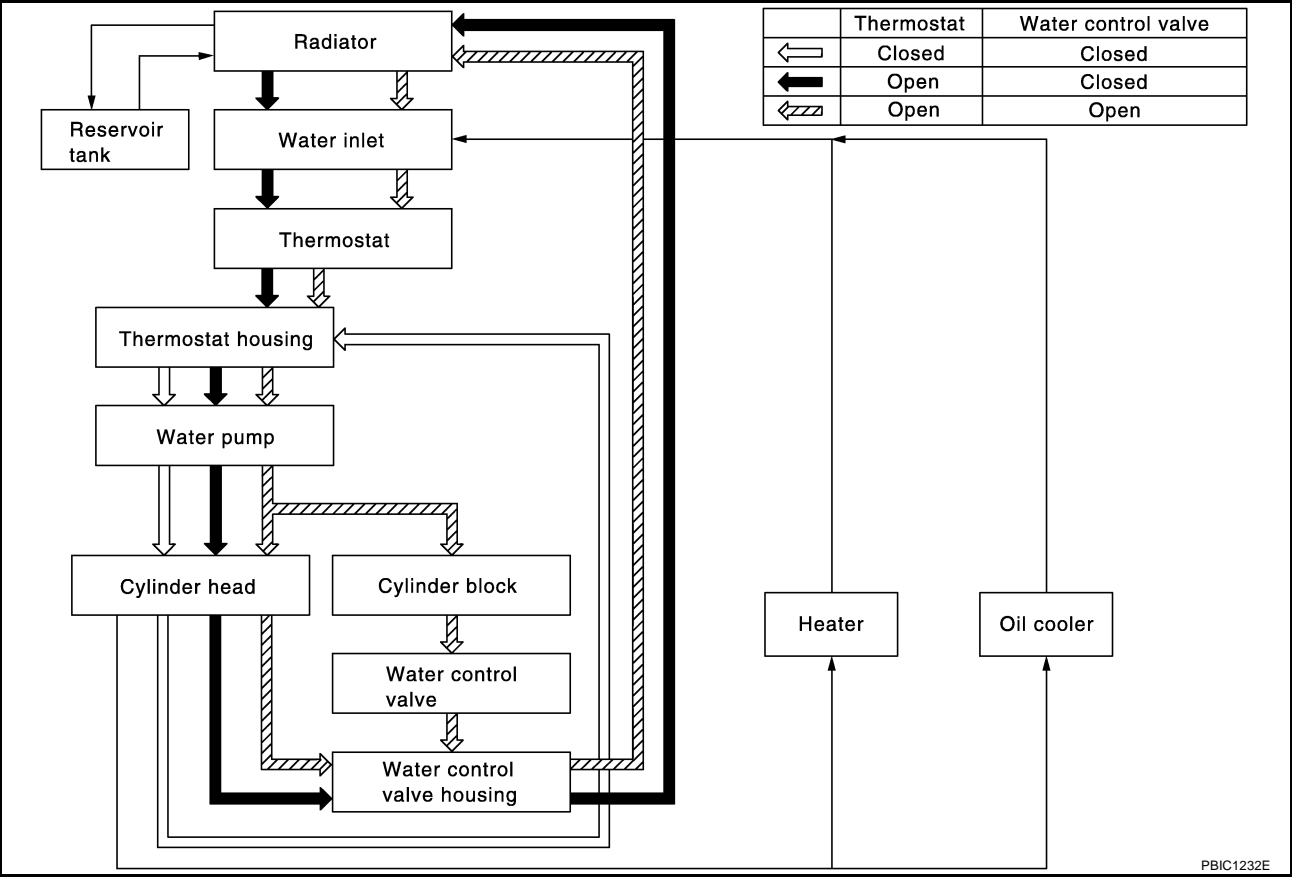 Thermostat Water control valve
Closed Closed
Open Closed
Open Open
Radiator
Reservoir
tank
Water inlet
Thermostat
Thermostat housing
Water pump
Cylinder head
Cylinder block
Water control
valve
Water control
valve housing
Heater
Oil cooler
PBIC1232E